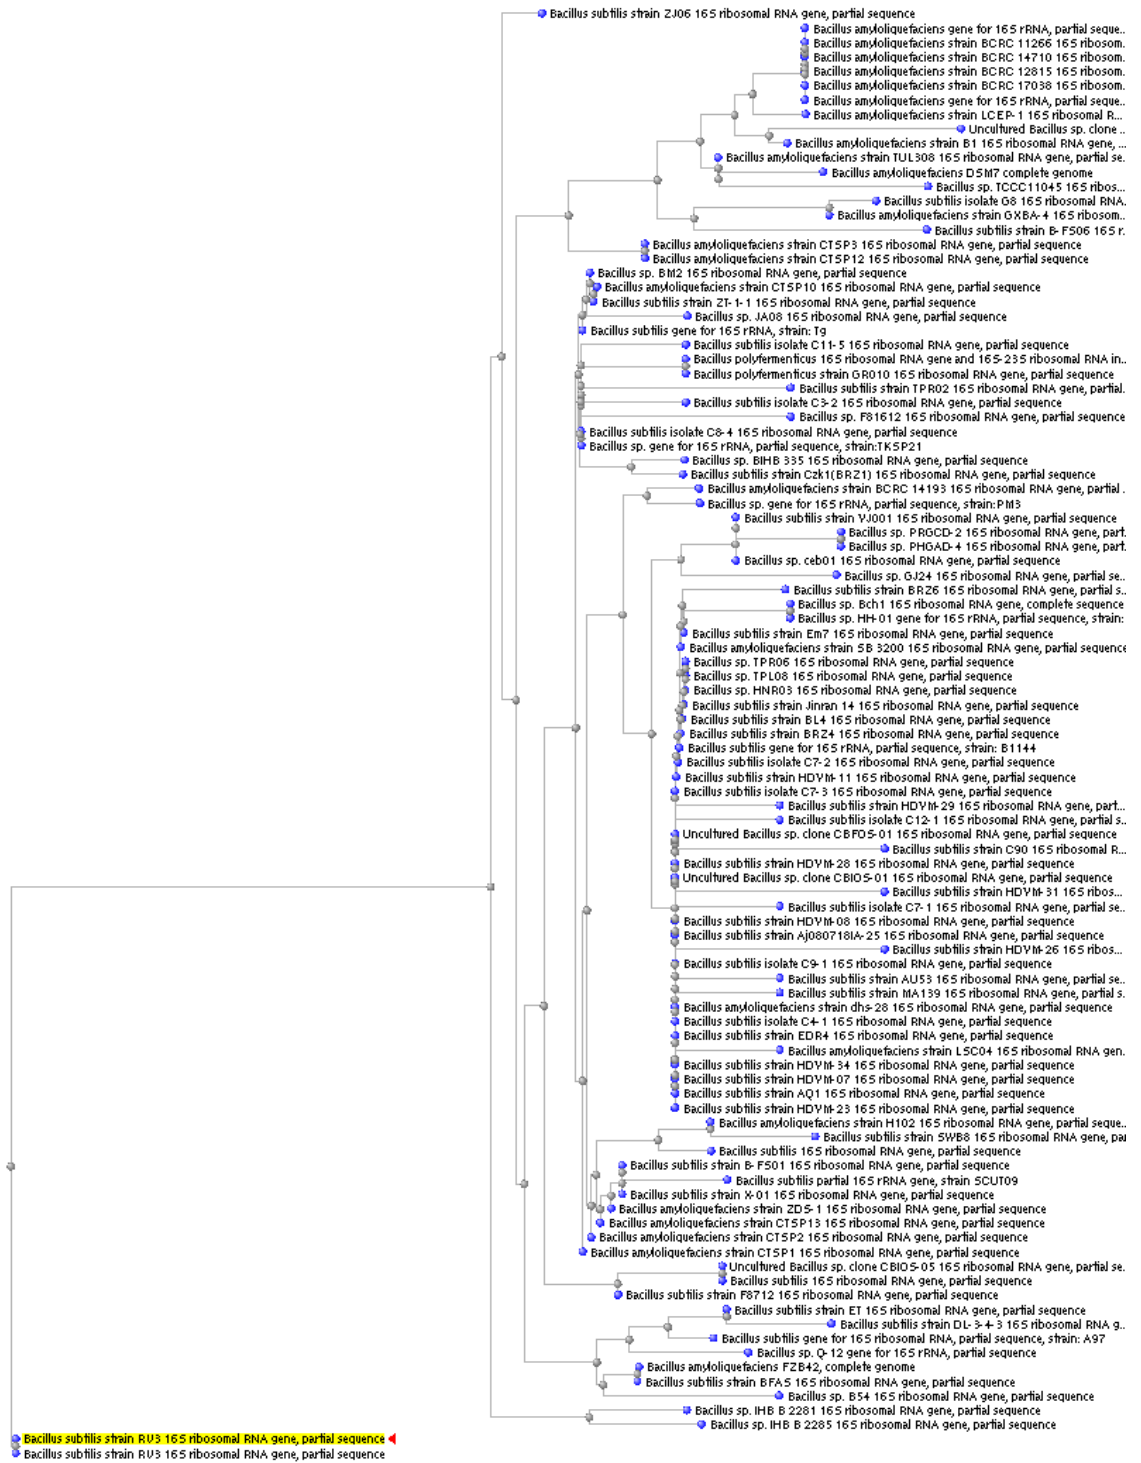 Bacillus subtilis strain ZJ06 16S ribosomal RNA gene, partial sequence
Bacillus amyloliquefaciens gene for 16S rRNA, partial seque...
Bacillus amyloliquefaciens strain BCRC 11266 16S ribosom...
Bacillus amyloliquefaciens strain BCRC 14710 16S ribosom...
Bacillus amyloliquefaciens strain BCRC 12815 16S ribosom...
Bacillus amyloliquefaciens strain BCRC 17038 16S ribosom...
Bacillus amyloliquefaciens gene for 16S rRNA, partial seque...
Bacillus amyloliquefaciens strain LCEP-1 16S ribosomal R...
Uncultured Bacillus sp. clone ...
Bacillus amyloliquefaciens strain B1 16S ribosomal RNA gene, ...
Bacillus amyloliquefaciens strain TUL308 16S ribosomal RNA gene, partial se...
Bacillus amyloliquefaciens DSM7 complete genome
Bacillus sp. TCCC11045 16S ribos...
Bacillus subtilis isolate G8 16S ribosomal RNA...
Bacillus amyloliquefaciens strain GXBA-4 16S ribosom...
Bacillus subtilis strain B-FS06 16S r...
Bacillus amyloliquefaciens strain CTSP3 16S ribosomal RNA gene, partial sequence
Bacillus amyloliquefaciens strain CTSP12 16S ribosomal RNA gene, partial sequence
Bacillus sp. BM2 16S ribosomal RNA gene, partial sequence
Bacillus amyloliquefaciens strain CTSP10 16S ribosomal RNA gene, partial sequence
Bacillus subtilis strain ZT-1-1 16S ribosomal RNA gene, partial sequence
Bacillus sp. JA08 16S ribosomal RNA gene, partial sequence
Bacillus subtilis gene for 16S rRNA, strain: Tg
Bacillus subtilis isolate C11-5 16S ribosomal RNA gene, partial sequence
Bacillus polyfermenticus 16S ribosomal RNA gene and 16S-23S ribosomal RNA in...
Bacillus polyfermenticus strain GR010 16S ribosomal RNA gene, partial sequence
Bacillus subtilis strain TPR02 16S ribosomal RNA gene, partial...
Bacillus subtilis isolate C3-2 16S ribosomal RNA gene, partial sequence
Bacillus sp. F81612 16S ribosomal RNA gene, partial sequence
Bacillus subtilis isolate C8-4 16S ribosomal RNA gene, partial sequence
Bacillus sp. gene for 16S rRNA, partial sequence, strain:TKSP21
Bacillus sp. BIHB 335 16S ribosomal RNA gene, partial sequence
Bacillus subtilis strain Czk1(BRZ1) 16S ribosomal RNA gene, partial sequence
Bacillus amyloliquefaciens strain BCRC 14193 16S ribosomal RNA gene, partial ...
Bacillus sp. gene for 16S rRNA, partial sequence, strain:PM3
Bacillus subtilis strain YJ001 16S ribosomal RNA gene, partial sequence
Bacillus sp. PRGCD-2 16S ribosomal RNA gene, part...
Bacillus sp. PHGAD-4 16S ribosomal RNA gene, part...
Bacillus sp. ceb01 16S ribosomal RNA gene, partial sequence
Bacillus sp. GJ24 16S ribosomal RNA gene, partial se...
Bacillus subtilis strain BRZ6 16S ribosomal RNA gene, partial s...
Bacillus sp. Bch1 16S ribosomal RNA gene, complete sequence
Bacillus sp. HH-01 gene for 16S rRNA, partial sequence, strain:
Bacillus subtilis strain Em7 16S ribosomal RNA gene, partial sequence
Bacillus amyloliquefaciens strain SB 3200 16S ribosomal RNA gene, partial sequence
Bacillus sp. TPR06 16S ribosomal RNA gene, partial sequence
Bacillus sp. TPL08 16S ribosomal RNA gene, partial sequence
Bacillus sp. HNR03 16S ribosomal RNA gene, partial sequence
Bacillus subtilis strain Jinran 14 16S ribosomal RNA gene, partial sequence
Bacillus subtilis strain BL4 16S ribosomal RNA gene, partial sequence
Bacillus subtilis strain BRZ4 16S ribosomal RNA gene, partial sequence
Bacillus subtilis gene for 16S rRNA, partial sequence, strain: B1144
Bacillus subtilis isolate C7-2 16S ribosomal RNA gene, partial sequence
Bacillus subtilis strain HDYM-11 16S ribosomal RNA gene, partial sequence
Bacillus subtilis isolate C7-3 16S ribosomal RNA gene, partial sequence
Bacillus subtilis strain HDYM-29 16S ribosomal RNA gene, part...
Bacillus subtilis isolate C12-1 16S ribosomal RNA gene, partial s...
Uncultured Bacillus sp. clone CBFOS-01 16S ribosomal RNA gene, partial sequence
Bacillus subtilis strain C90 16S ribosomal R...
Bacillus subtilis strain HDYM-28 16S ribosomal RNA gene, partial sequence
Uncultured Bacillus sp. clone CBIOS-01 16S ribosomal RNA gene, partial sequence
Bacillus subtilis strain HDYM-31 16S ribos...
Bacillus subtilis isolate C7-1 16S ribosomal RNA gene, partial se...
Bacillus subtilis strain HDYM-08 16S ribosomal RNA gene, partial sequence
Bacillus subtilis strain Aj080718IA-25 16S ribosomal RNA gene, partial sequence
Bacillus subtilis strain HDYM-26 16S ribos...
Bacillus subtilis isolate C9-1 16S ribosomal RNA gene, partial sequence
Bacillus subtilis strain AU53 16S ribosomal RNA gene, partial se...
Bacillus subtilis strain MA139 16S ribosomal RNA gene, partial s...
Bacillus amyloliquefaciens strain dhs-28 16S ribosomal RNA gene, partial sequence
Bacillus subtilis isolate C4-1 16S ribosomal RNA gene, partial sequence
Bacillus subtilis strain EDR4 16S ribosomal RNA gene, partial sequence
Bacillus amyloliquefaciens strain LSC04 16S ribosomal RNA gen...
Bacillus subtilis strain HDYM-34 16S ribosomal RNA gene, partial sequence
Bacillus subtilis strain HDYM-07 16S ribosomal RNA gene, partial sequence
Bacillus subtilis strain AQ1 16S ribosomal RNA gene, partial sequence
Bacillus subtilis strain HDYM-23 16S ribosomal RNA gene, partial sequence
Bacillus amyloliquefaciens strain H102 16S ribosomal RNA gene, partial seque...
Bacillus subtilis strain SWB8 16S ribosomal RNA gene, par
Bacillus subtilis 16S ribosomal RNA gene, partial sequence
Bacillus subtilis strain B-FS01 16S ribosomal RNA gene, partial sequence
Bacillus subtilis partial 16S rRNA gene, strain SCUT09
Bacillus subtilis strain X-01 16S ribosomal RNA gene, partial sequence
Bacillus amyloliquefaciens strain ZDS-1 16S ribosomal RNA gene, partial sequence
Bacillus amyloliquefaciens strain CTSP13 16S ribosomal RNA gene, partial sequence
Bacillus amyloliquefaciens strain CTSP2 16S ribosomal RNA gene, partial sequence
Bacillus amyloliquefaciens strain CTSP1 16S ribosomal RNA gene, partial sequence
Uncultured Bacillus sp. clone CBIOS-05 16S ribosomal RNA gene, partial se...
Bacillus subtilis 16S ribosomal RNA gene, partial sequence
Bacillus subtilis strain F8712 16S ribosomal RNA gene, partial sequence
Bacillus subtilis strain ET 16S ribosomal RNA gene, partial sequence
Bacillus subtilis strain DL-3-4-3 16S ribosomal RNA g...
Bacillus subtilis gene for 16S ribosomal RNA, partial sequence, strain: A97
Bacillus sp. Q-12 gene for 16S rRNA, partial sequence
Bacillus amyloliquefaciens FZB42, complete genome
Bacillus subtilis strain BFAS 16S ribosomal RNA gene, partial sequence
Bacillus sp. B54 16S ribosomal RNA gene, partial sequence
Bacillus sp. IHB B 2281 16S ribosomal RNA gene, partial sequence
Bacillus sp. IHB B 2285 16S ribosomal RNA gene, partial sequence
Bacillus subtilis strain RV3 16S ribosomal RNA gene, partial sequence
Bacillus subtilis strain RV3 16S ribosomal RNA gene, partial sequence